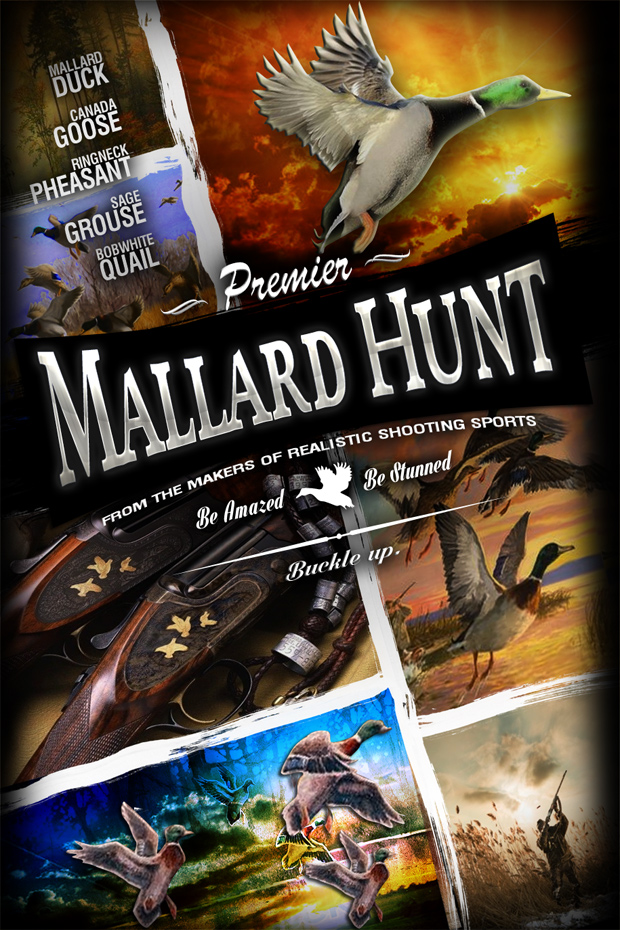 MALLARD
DUCK
CANADA
GOOSE
RINGNECK
PHEASANT
SAGE
GROUSE
BOBWHITE
QUAIL
Premier
MALLARD HUNT
FROM THE MAKERS OF REALISTIC SHOOTING SPORTS
Be Amazed Be Stunned
Buckle up.